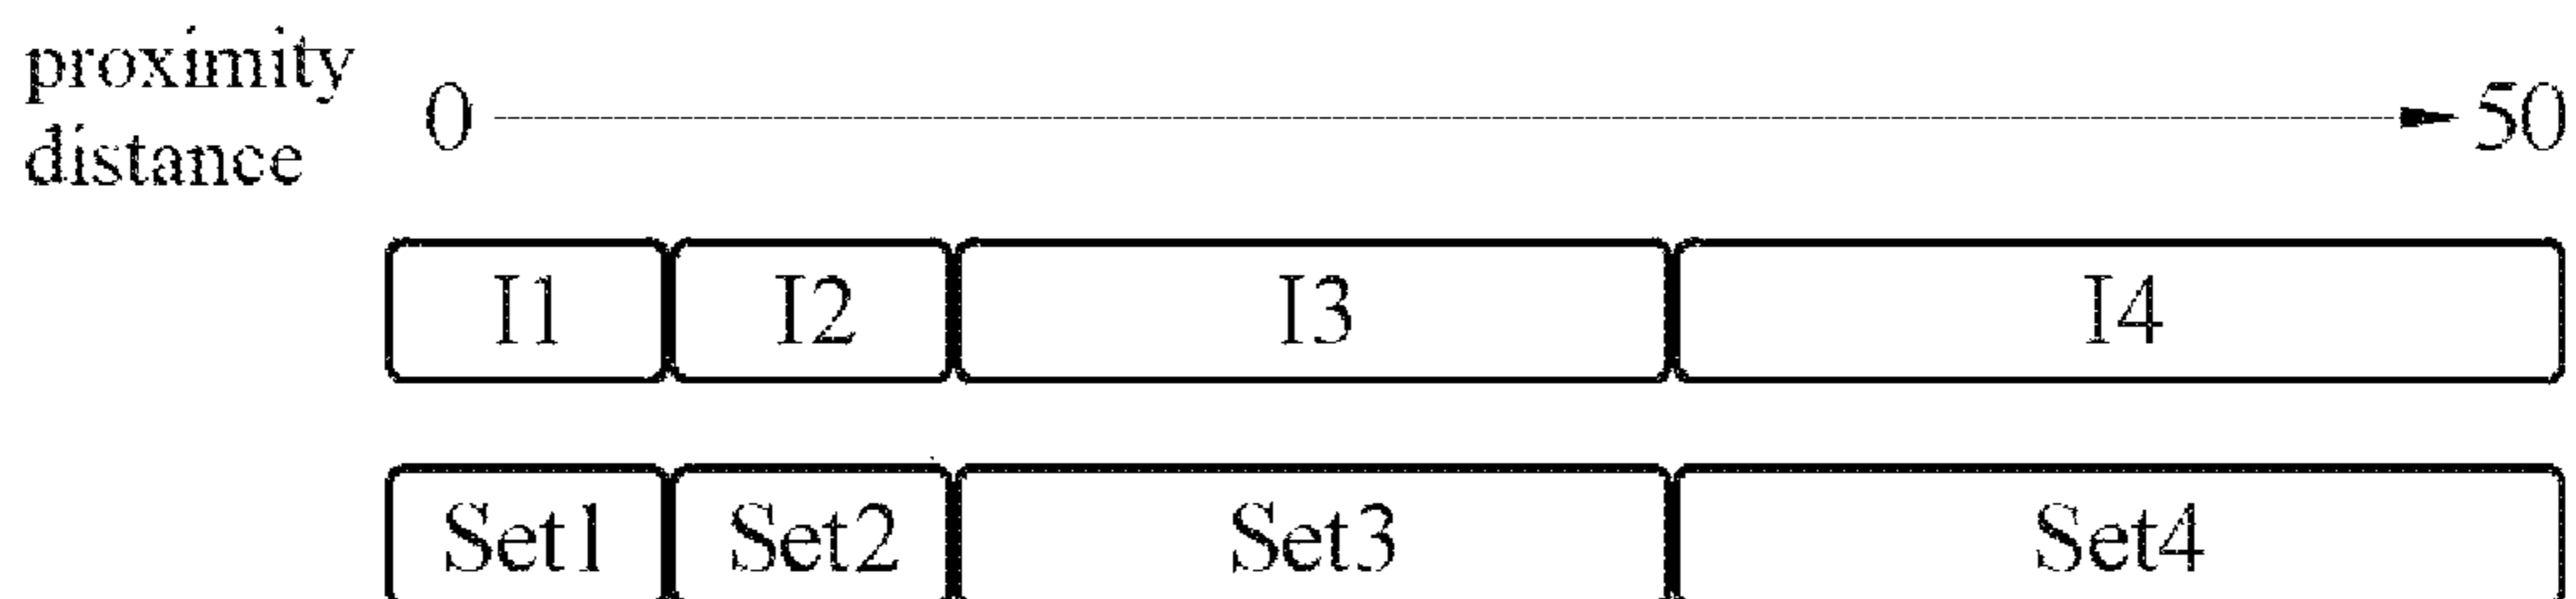 proximity
distance
0 50
I1 I2 I3 I4
Set1 Set2 Set3 Set4